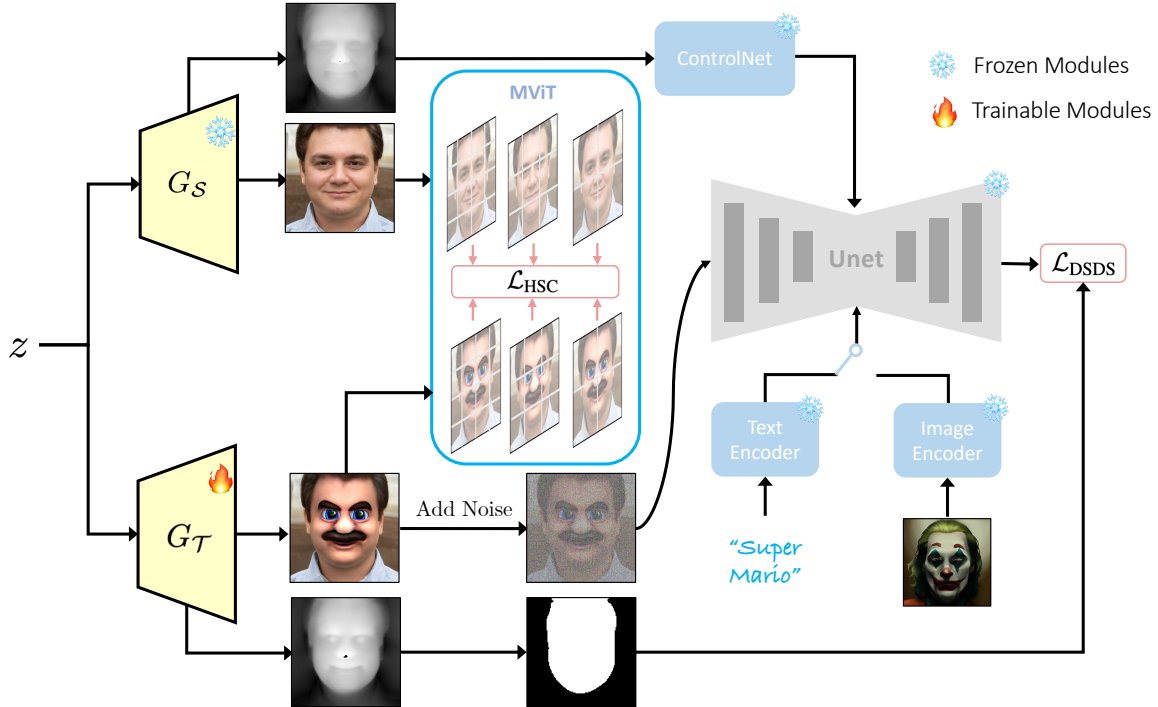 ControlNet
Frozen Modules
Trainable Modules
MViT
G_S
L_HSC
Unet
L_DSDS
z
Text
Encoder
Image
Encoder
G_T
Add Noise
“Super
Mario”